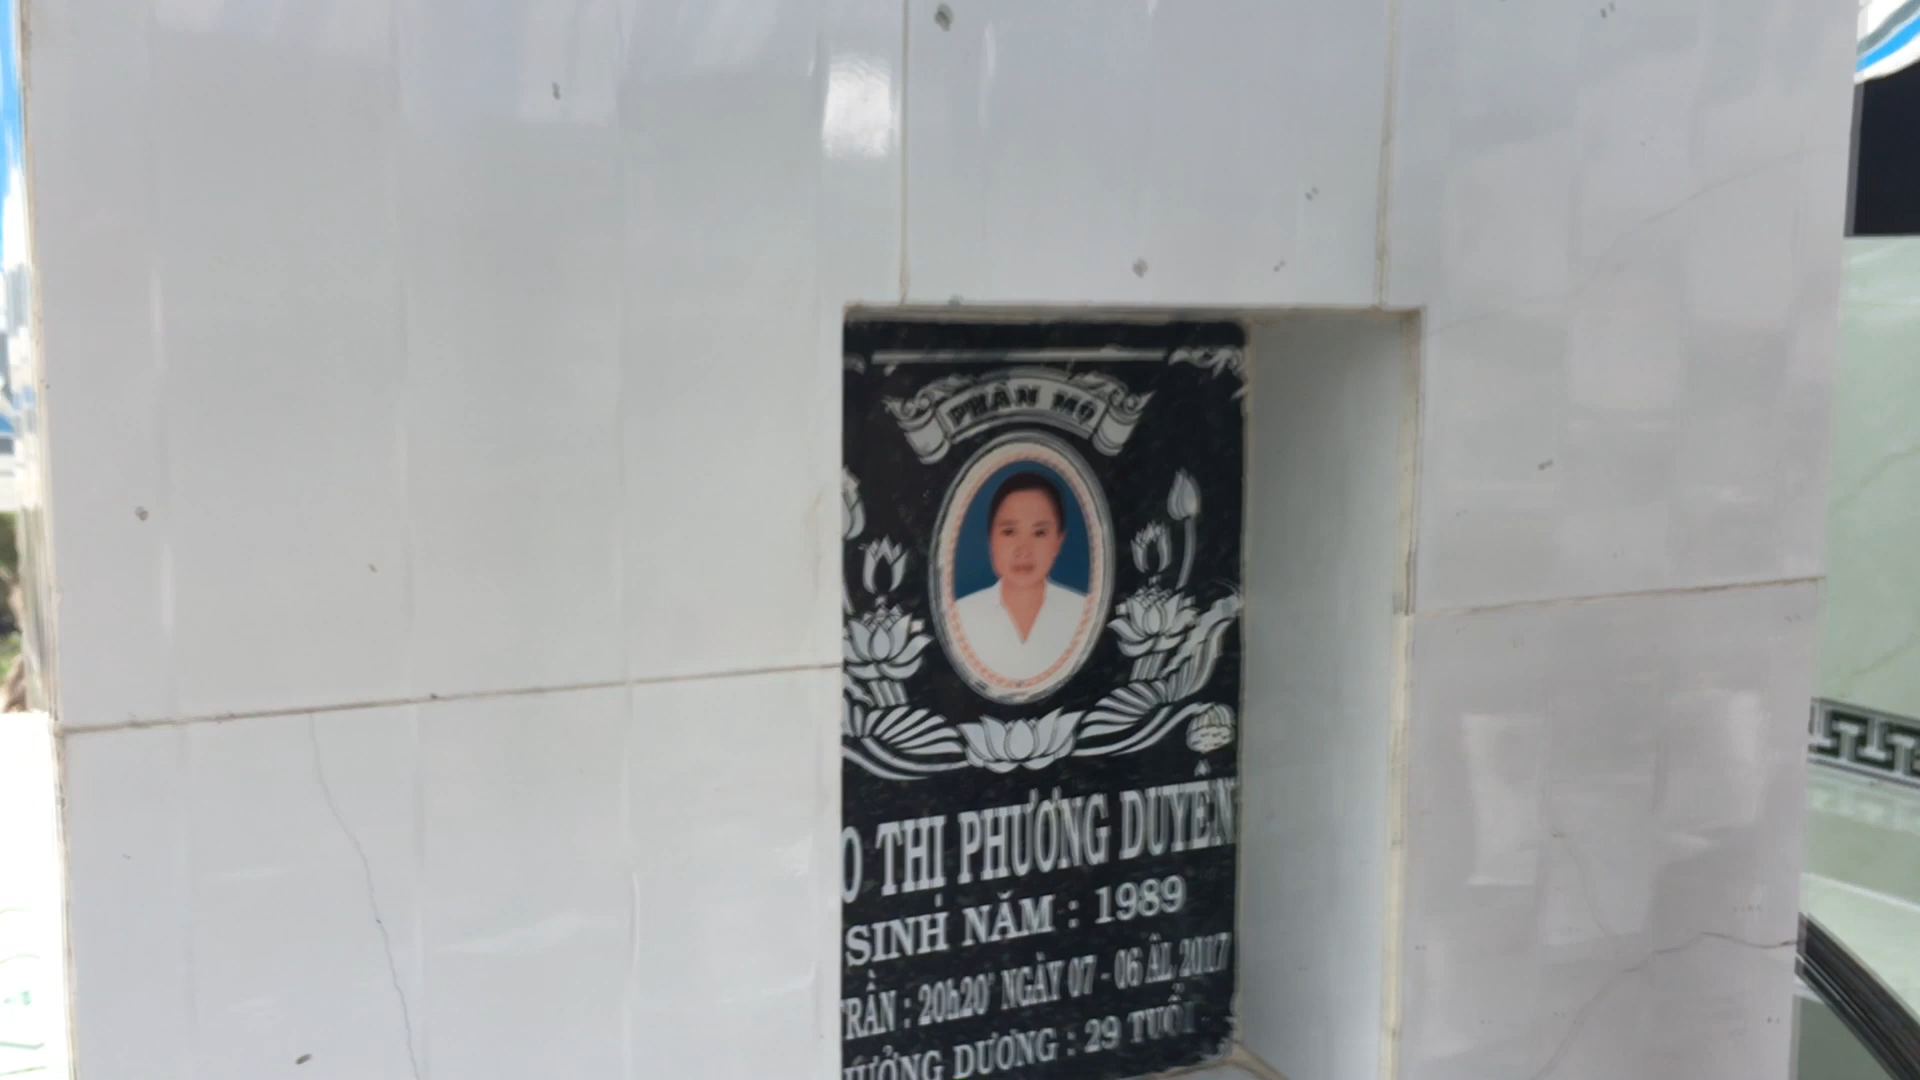 PHẦN MỘ
THỊ PHƯƠNG DUYÊN
SINH NĂM : 1989
TRẦN : 20h20' NGÀY 07 - 06 ÂL 2017
HƯỞNG DƯƠNG : 29 TUỔI